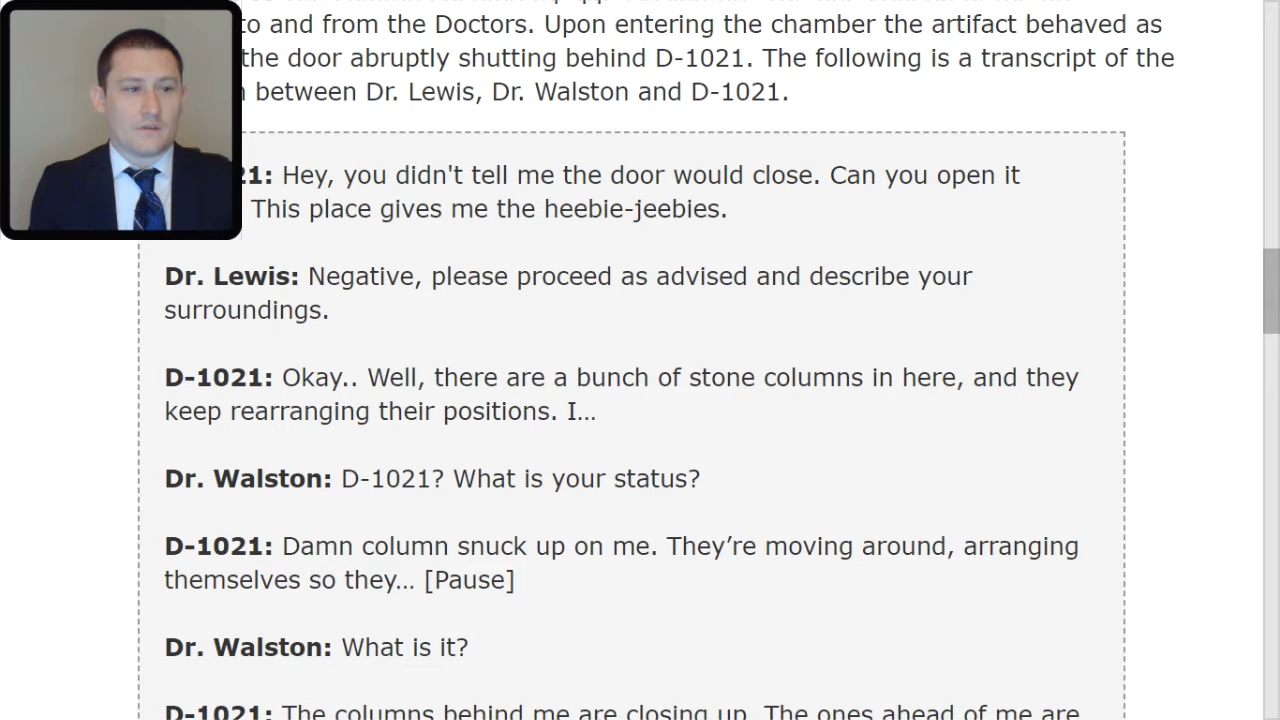 to and from the Doctors. Upon entering the chamber the artifact behaved as
the door abruptly shutting behind D-1021. The following is a transcript of the
between Dr. Lewis, Dr. Walston and D-1021.
21: Hey, you didn't tell me the door would close. Can you open it
This place gives me the heebie-jeebies.
Dr. Lewis: Negative, please proceed as advised and describe your
surroundings.
D-1021: Okay.. Well, there are a bunch of stone columns in here, and they
keep rearranging their positions. I…
Dr. Walston: D-1021? What is your status?
D-1021: Damn column snuck up on me. They’re moving around, arranging
themselves so they… [Pause]
Dr. Walston: What is it?
D-1021: The columns behind me are closing up. The ones ahead of me are